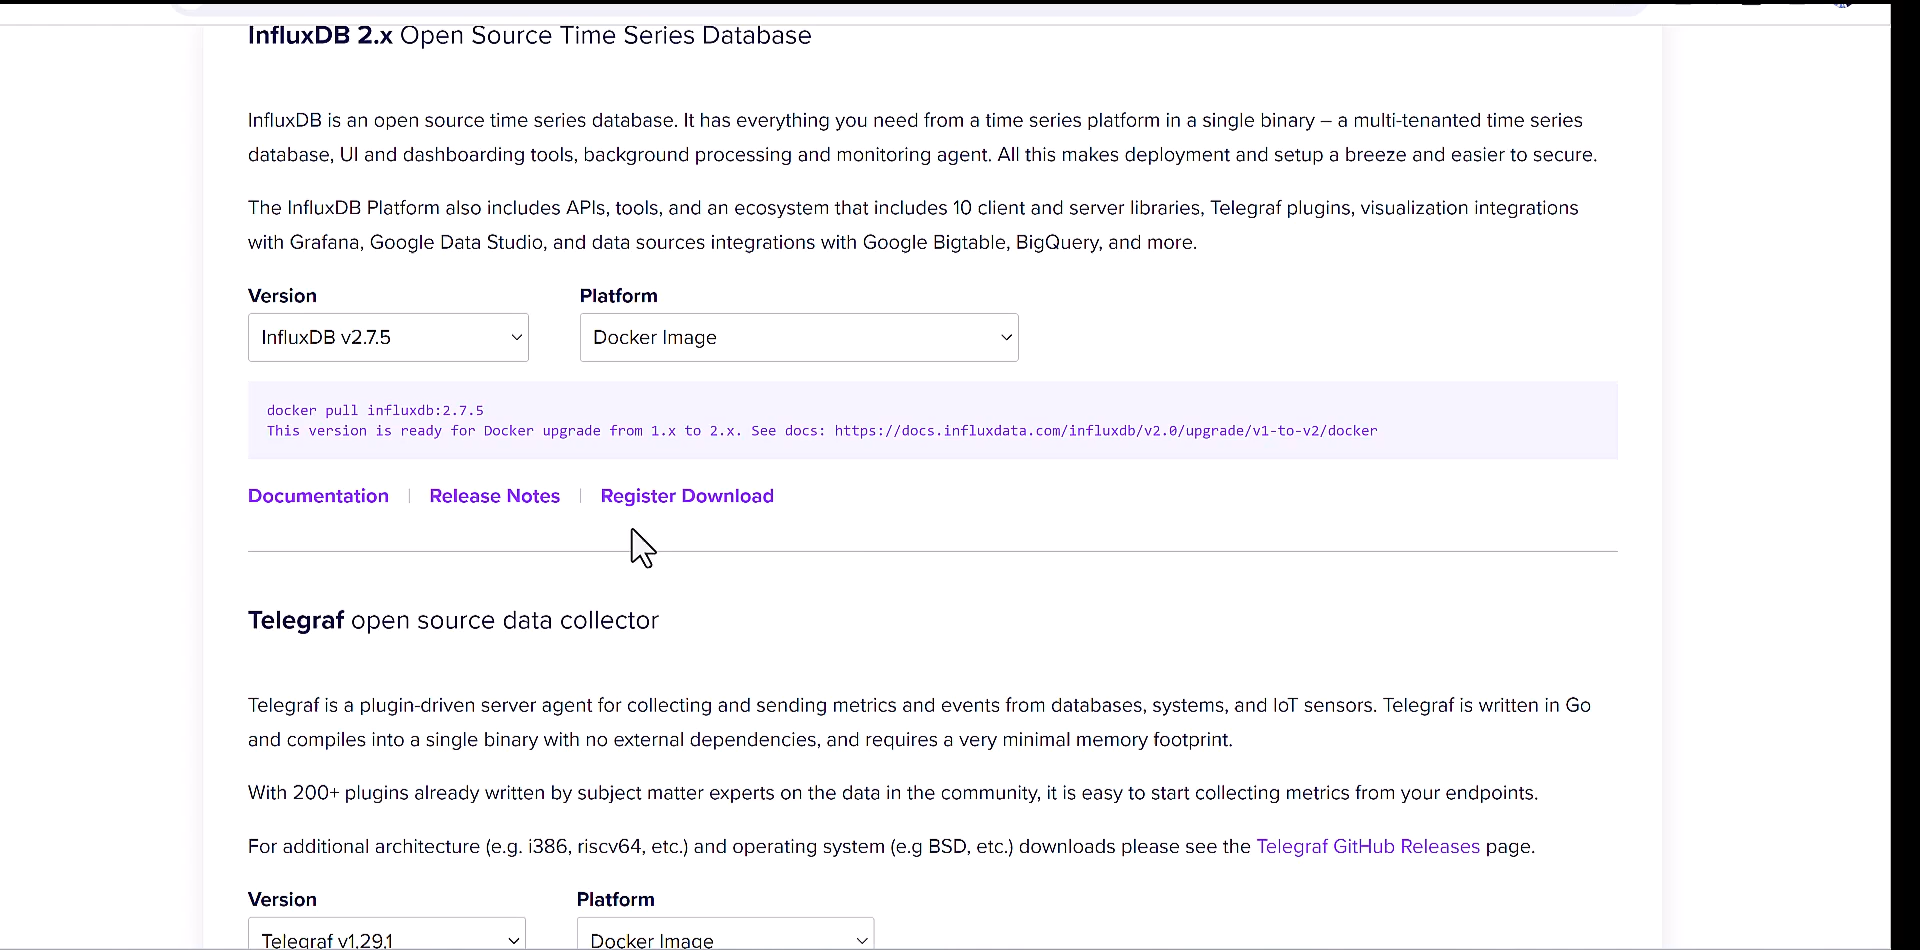 InfluxDB 2.x Open Source Time Series Database
InfluxDB is an open source time series database. It has everything you need from a time series platform in a single binary – a multi-tenanted time series
database, UI and dashboarding tools, background processing and monitoring agent. All this makes deployment and setup a breeze and easier to secure.
The InfluxDB Platform also includes APIs, tools, and an ecosystem that includes 10 client and server libraries, Telegraf plugins, visualization integrations
with Grafana, Google Data Studio, and data sources integrations with Google Bigtable, BigQuery, and more.
Version Platform
InfluxDB v2.7.5 Docker Image
docker pull influxdb:2.7.5
This version is ready for Docker upgrade from 1.x to 2.x. See docs: https://docs.influxdata.com/influxdb/v2.0/upgrade/v1-to-v2/docker
Documentation | Release Notes | Register Download
Telegraf open source data collector
Telegraf is a plugin-driven server agent for collecting and sending metrics and events from databases, systems, and IoT sensors. Telegraf is written in Go
and compiles into a single binary with no external dependencies, and requires a very minimal memory footprint.
With 200+ plugins already written by subject matter experts on the data in the community, it is easy to start collecting metrics from your endpoints.
For additional architecture (e.g. i386, riscv64, etc.) and operating system (e.g BSD, etc.) downloads please see the Telegraf GitHub Releases page.
Version Platform
Telegraf v1.29.1 Docker Image